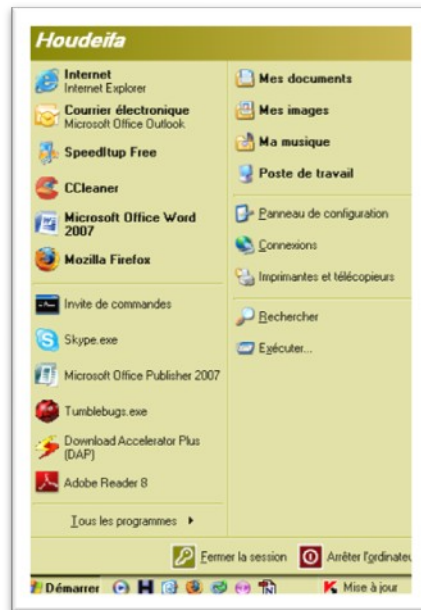 Houdeifa
Internet
Internet Explorer
Courrier électronique
Microsoft Office Outlook
SpeedItup Free
CCleaner
Microsoft Office Word
2007
Mozilla Firefox
Invite de commandes
Skype.exe
Microsoft Office Publisher 2007
Tumblebugs.exe
Download Accelerator Plus
(DAP)
Adobe Reader 8
Tous les programmes
Mes documents
Mes images
Ma musique
Poste de travail
Panneau de configuration
Connexions
Imprimantes et télécopieurs
Rechercher
Exécuter...
Fermer la session
Arrêter l'ordinateu
Démarrer
Mise à jour